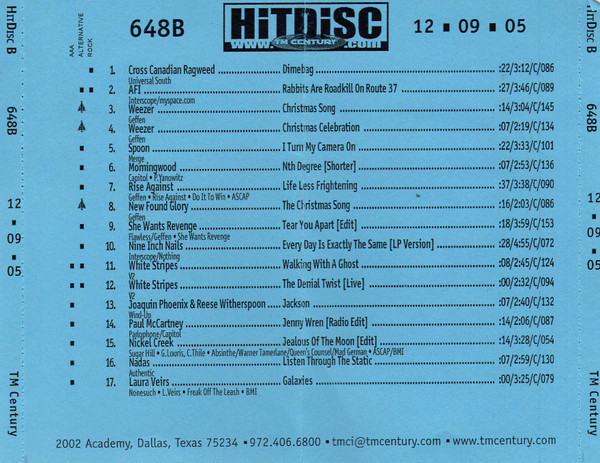 HitDisc B
648B
12 ▪ 09 ▪ 05
TM Century
AAA
ALTERNATIVE
ROCK
648B
HiTDiSC
www.TM CENTURY.com
12 ▪ 09 ▪ 05
1. Cross Canadian Ragweed Dimebag :22/3:12/C/086
Universal South
2. AFI Rabbits Are Roadkill On Route 37 :27/3:46/C/089
Interscope/myspace.com
3. Weezer Christmas Song :14/3:04/C/145
Geffen
4. Weezer Christmas Celebration :07/2:19/C/134
Geffen
5. Spoon I Turn My Camera On :22/3:33/C/101
Merge
6. Morningwood Nth Degree [Shorter] :07/2:53/C/136
Capitol • P.Yanowitz
7. Rise Against Life Less Frightening :37/3:38/C/090
Geffen • Rise Against • Do It To Win • ASCAP
8. New Found Glory The Christmas Song :16/2:03/C/086
Geffen
9. She Wants Revenge Tear You Apart [Edit] :18/3:59/C/153
Flawless/Geffen • She Wants Revenge
10. Nine Inch Nails Every Day Is Exactly The Same [LP Version] :28/4:55/C/072
Interscope/Nothing
11. White Stripes Walking With A Ghost :08/2:45/C/124
V2
12. White Stripes The Denial Twist [Live] :00/2:32/C/094
V2
13. Joaquin Phoenix & Reese Witherspoon Jackson :07/2:40/C/132
Wind-Up
14. Paul McCartney Jenny Wren [Radio Edit] :14/2:06/C/087
Parlophone/Capitol
15. Nickel Creek Jealous Of The Moon [Edit] :14/3:28/C/054
Sugar Hill • G.Louris, C.Thile • Absinthe/Warner Tamerlane/Queen's Counsel/Mad German • ASCAP/BMI
16. Nadas Listen Through The Static :07/2:59/C/130
Authentic
17. Laura Veirs Galaxies :00/3:25/C/079
Nonesuch • L.Veirs • Freak Off The Leash • BMI
2002 Academy, Dallas, Texas 75234 ▪ 972.406.6800 ▪ tmci@tmcentury.com ▪ www.tmcentury.com
HitDisc B
648B
12 ▪ 09 ▪ 05
TM Century